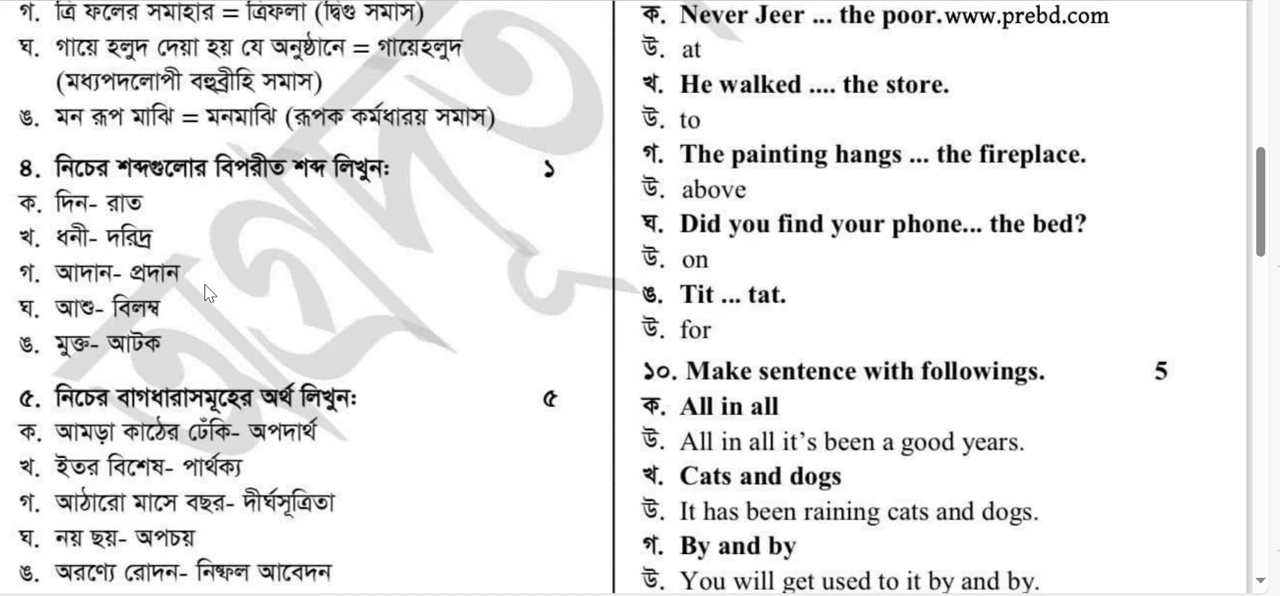 গ. ত্রি ফলের সমাহার = ত্রিফলা (দ্বিগু সমাস)
ঘ. গায়ে হলুদ দেয়া হয় যে অনুষ্ঠানে = গায়েহলুদ
(মধ্যপদলোপী বহুব্রীহি সমাস)
ঙ. মন রূপ মাঝি = মনমাঝি (রূপক কর্মধারয় সমাস)
৪. নিচের শব্দগুলোর বিপরীত শব্দ লিখুনঃ ১
ক. দিন- রাত
খ. ধনী- দরিদ্র
গ. আদান- প্রদান
ঘ. আশু- বিলম্ব
ঙ. মুক্ত- আটক
৫. নিচের বাগধারাসমূহের অর্থ লিখুনঃ ৫
ক. আমড়া কাঠের ঢেঁকি- অপদার্থ
খ. ইতর বিশেষ- পার্থক্য
গ. আঠারো মাসে বছর- দীর্ঘসূত্রিতা
ঘ. নয় ছয়- অপচয়
ঙ. অরণ্যে রোদন- নিষ্ফল আবেদন
ক. Never Jeer ... the poor.www.prebd.com
উ. at
খ. He walked .... the store.
উ. to
গ. The painting hangs ... the fireplace.
উ. above
ঘ. Did you find your phone... the bed?
উ. on
ঙ. Tit ... tat.
উ. for
১০. Make sentence with followings. 5
ক. All in all
উ. All in all it's been a good years.
খ. Cats and dogs
উ. It has been raining cats and dogs.
গ. By and by
উ. You will get used to it by and by.